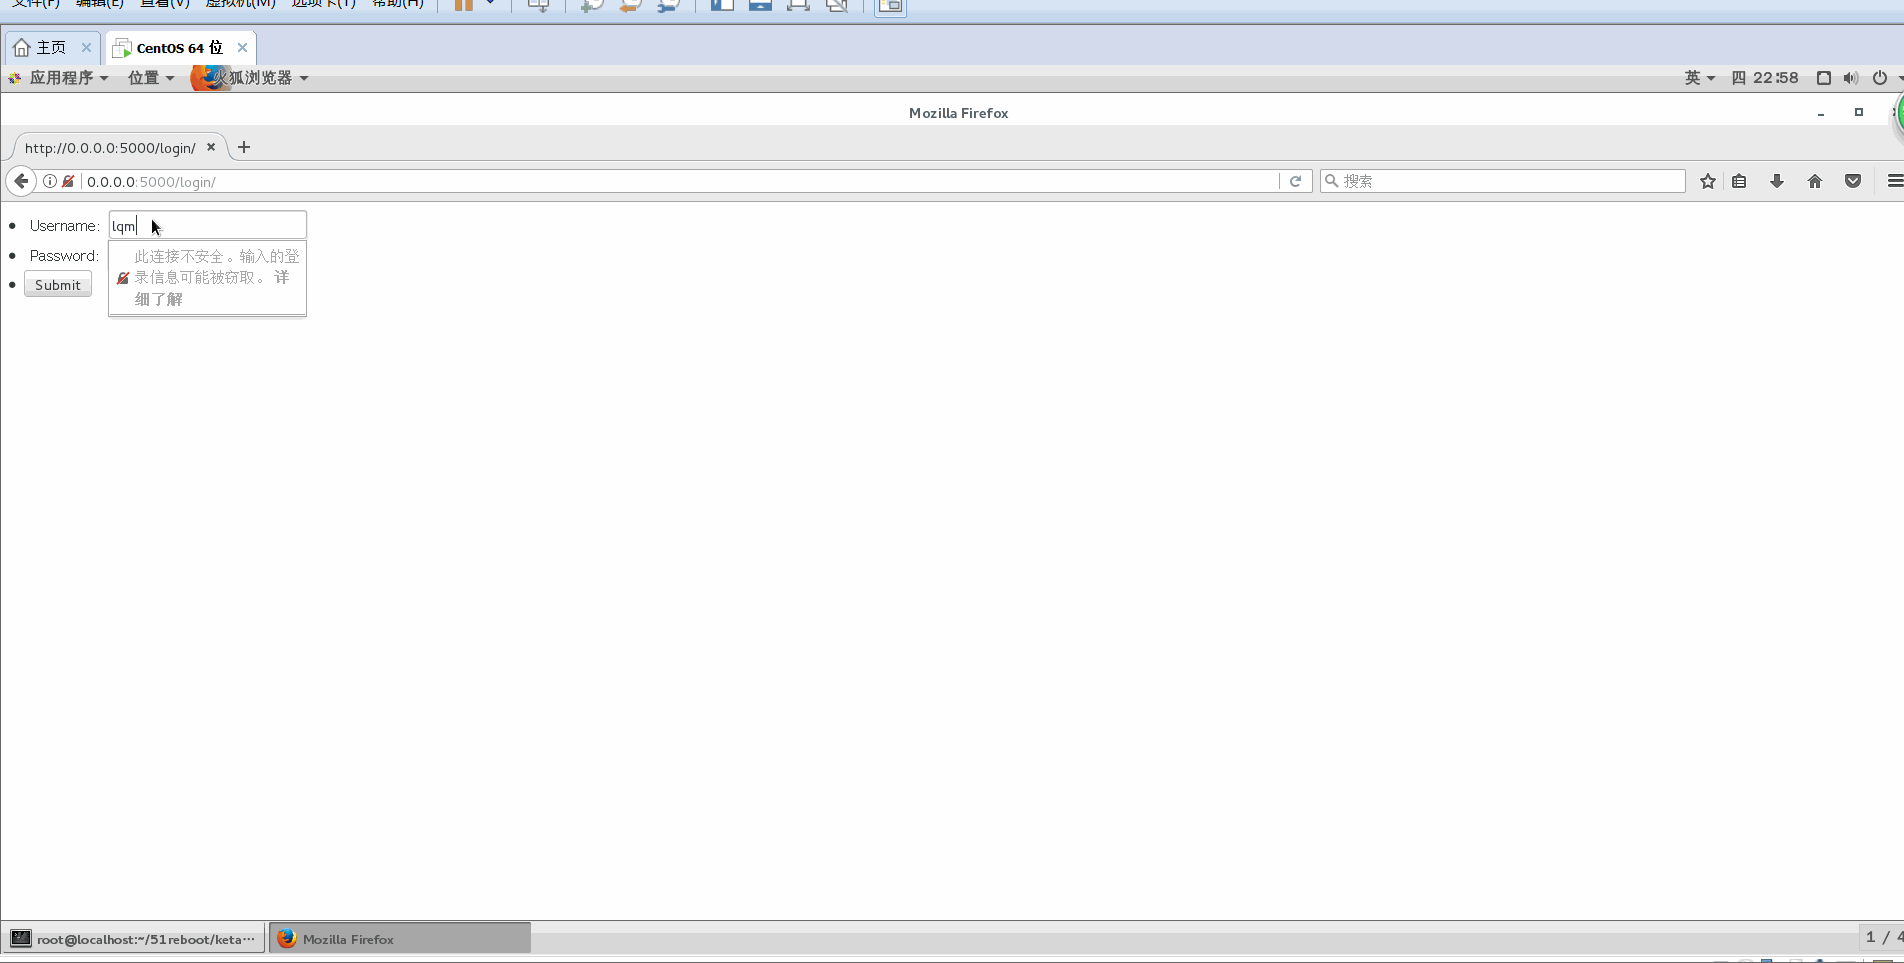 文件(F) 编辑(E) 查看(V) 虚拟机(M) 选项卡(T) 帮助(H)
主页 CentOS 64 位
应用程序 位置 火狐浏览器 英 四 22:58
Mozilla Firefox
http://0.0.0.0:5000/login/
0.0.0.0:5000/login/ 搜索
Username: lqm
Password: 此连接不安全。输入的登
录信息可能被窃取。 详
细了解
Submit
root@localhost:~/51reboot/keta··· Mozilla Firefox 1 / 4